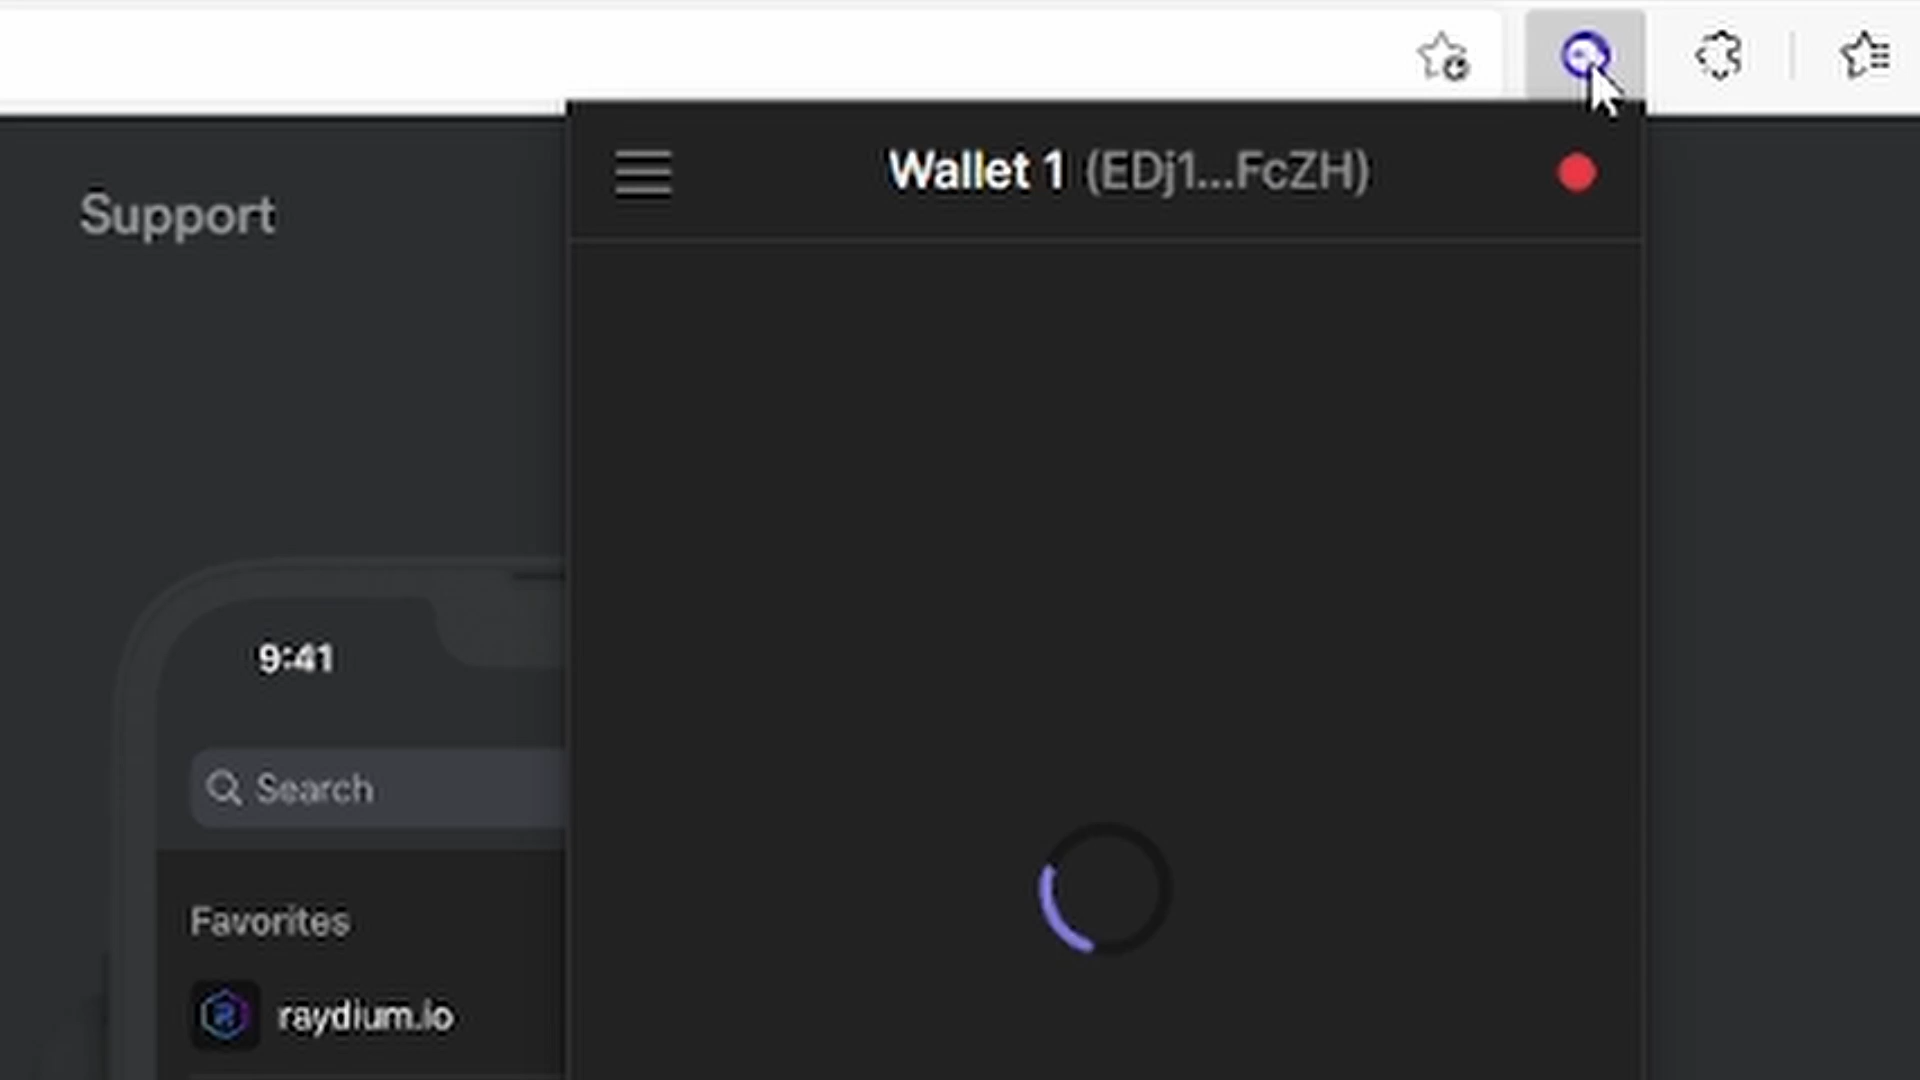 Wallet 1 (EDj1...FcZH)
Support
9:41
Search
Favorites
raydium.io